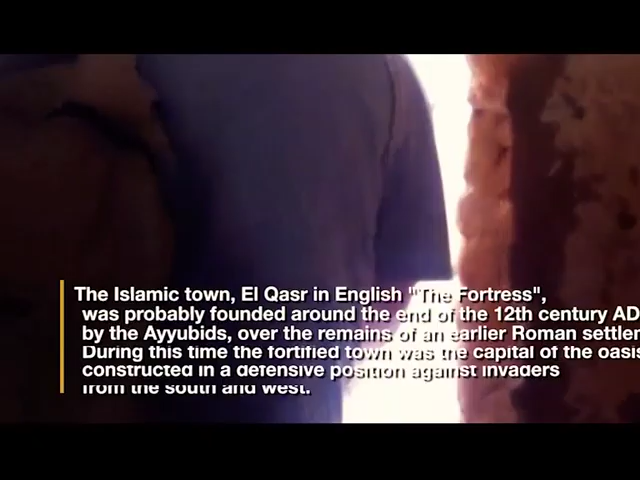 The Islamic town, El Qasr in English "The Fortress",
was probably founded around the end of the 12th century AD
by the Ayyubids, over the remains of an earlier Roman settler
During this time the fortified town was the capital of the oasis
constructed in a defensive position against invaders
from the south and west.